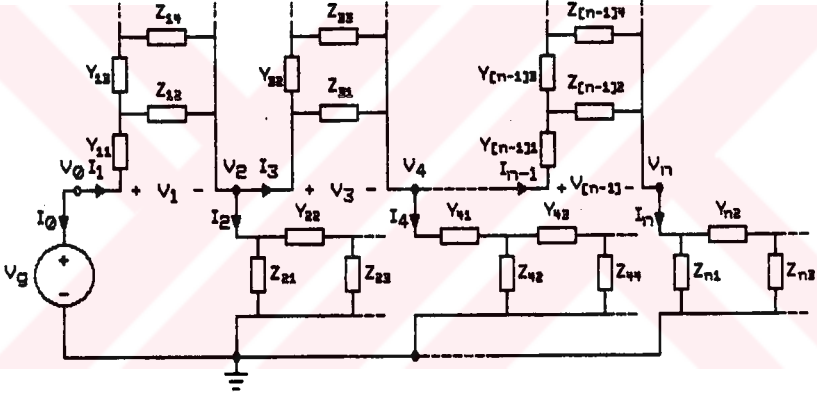 Z14 Z33 Z[n-1]4
Y13 Z12 Y32 Z31 Y[n-1]3 Z[n-1]2
Y11 Y[n-1]1
V0 I1 + V1 - V2 I3 + V3 - V4 In-1 + V[n-1] - Vn
I0 I2 Y22 I4 Y41 Y43 In Yn2
Vg + - Z21 Z23 Z42 Z44 Zn1 Zn3